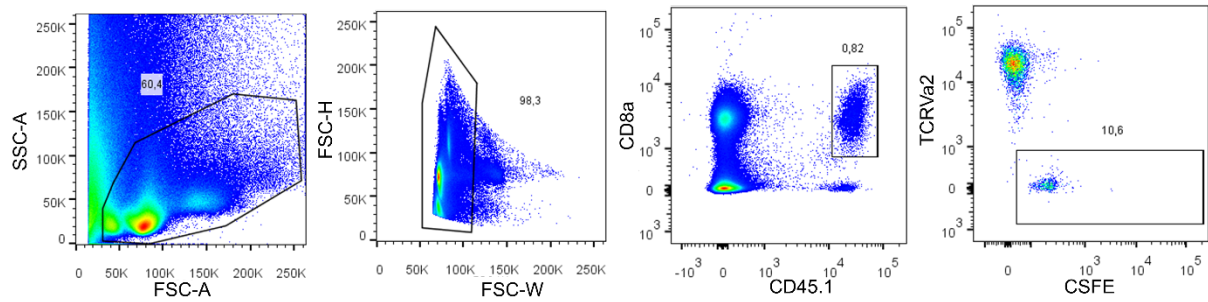 SSC-A
250K
200K
150K
100K
50K
0
60,4
0
50K
100K
150K
200K
250K
FSC-A
FSC-H
250K
200K
150K
100K
50K
0
98,3
0
50K
100K
150K
200K
250K
FSC-W
CD8a
10^5
10^4
10^3
0
10^3
0,82
-10^3
0
10^3
10^4
10^5
CD45.1
TCRVa2
10^5
10^4
10^3
0
10^3
10,6
0
10^3
10^4
10^5
CSFE